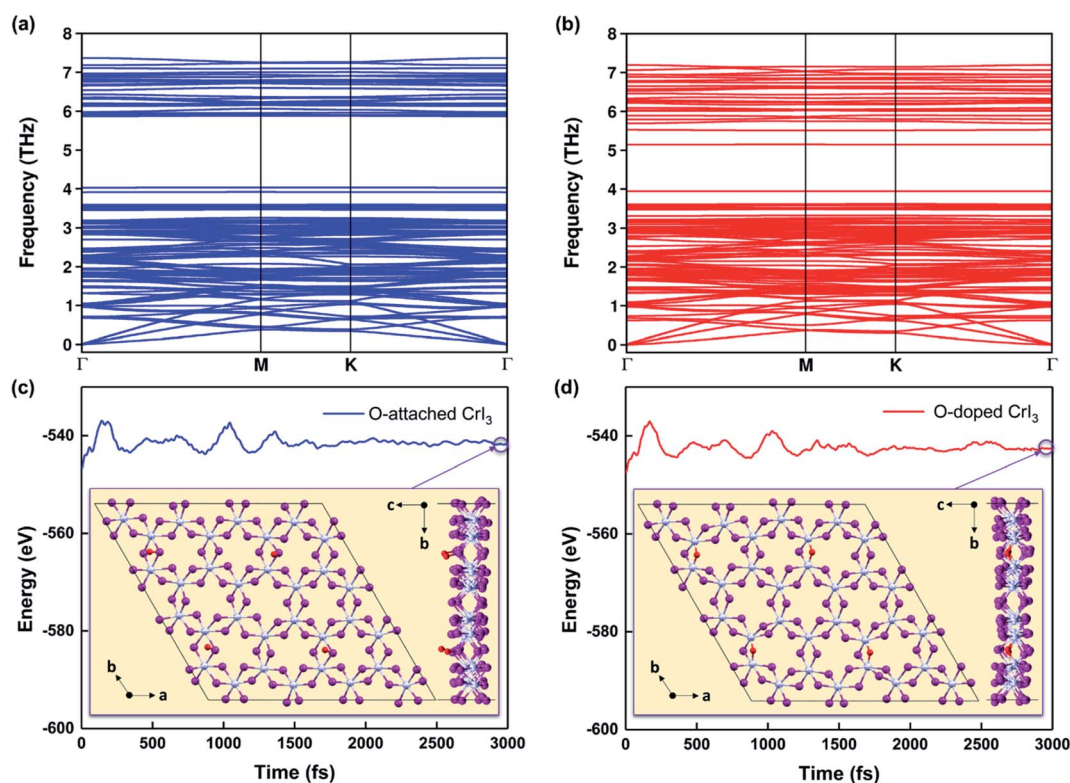 (a)
8
7
6
5
4
3
2
1
0
Frequency (THz)
Γ M K Γ
(b)
8
7
6
5
4
3
2
1
0
Frequency (THz)
Γ M K Γ
(c)
-540
-560
-580
-600
Energy (eV)
O-attached CrI₃
c
b
b
a
0 500 1000 1500 2000 2500 3000
Time (fs)
(d)
-540
-560
-580
-600
Energy (eV)
O-doped CrI₃
c
b
b
a
0 500 1000 1500 2000 2500 3000
Time (fs)